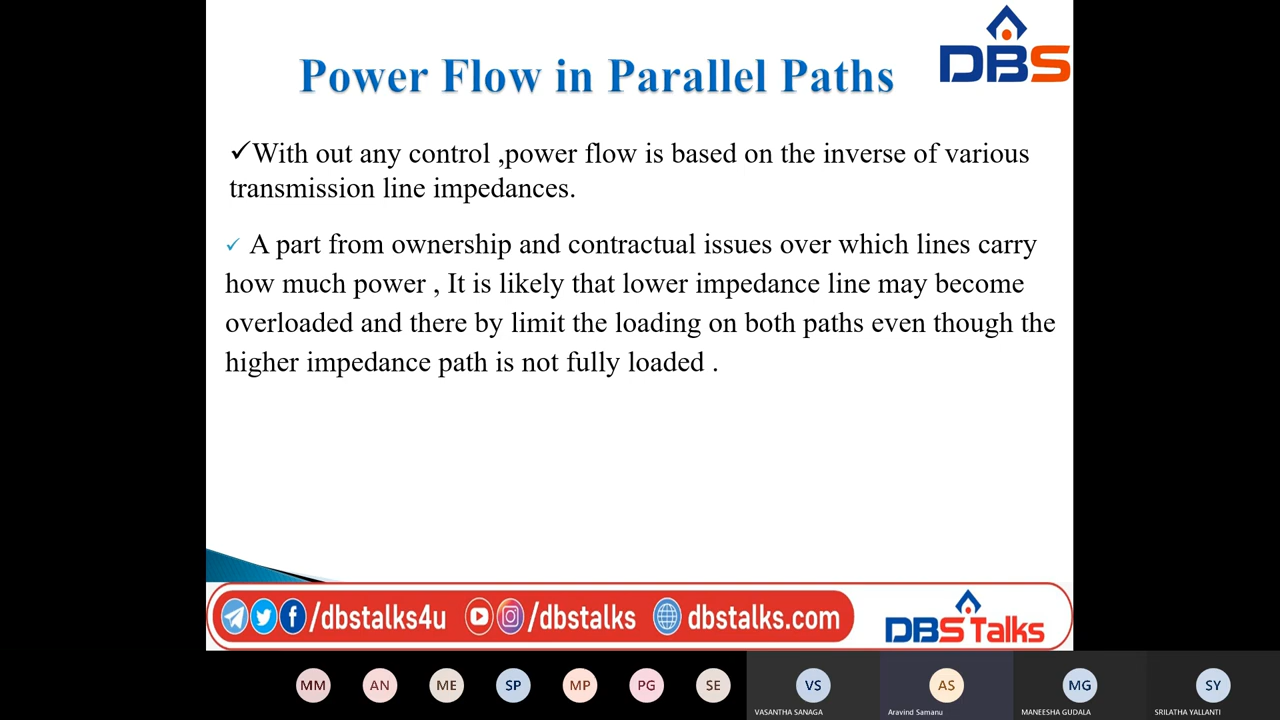 DBS
Power Flow in Parallel Paths
With out any control ,power flow is based on the inverse of various
transmission line impedances.
A part from ownership and contractual issues over which lines carry
how much power , It is likely that lower impedance line may become
overloaded and there by limit the loading on both paths even though the
higher impedance path is not fully loaded .
/dbstalks4u /dbstalks dbstalks.com DBS Talks
MM AN ME SP MP PG SE VS AS MG SY
VASANTHA SANAGA Aravind Samanu MANEESHA GUDALA SRILATHA YALLANTI